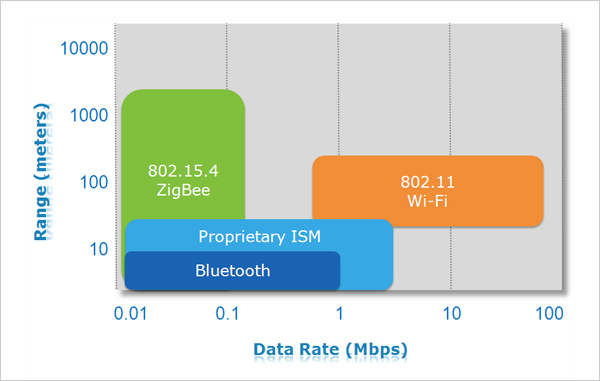 10000
1000
100
10
Range (meters)
802.15.4
ZigBee
802.11
Wi-Fi
Proprietary ISM
Bluetooth
0.01
0.1
1
10
100
Data Rate (Mbps)